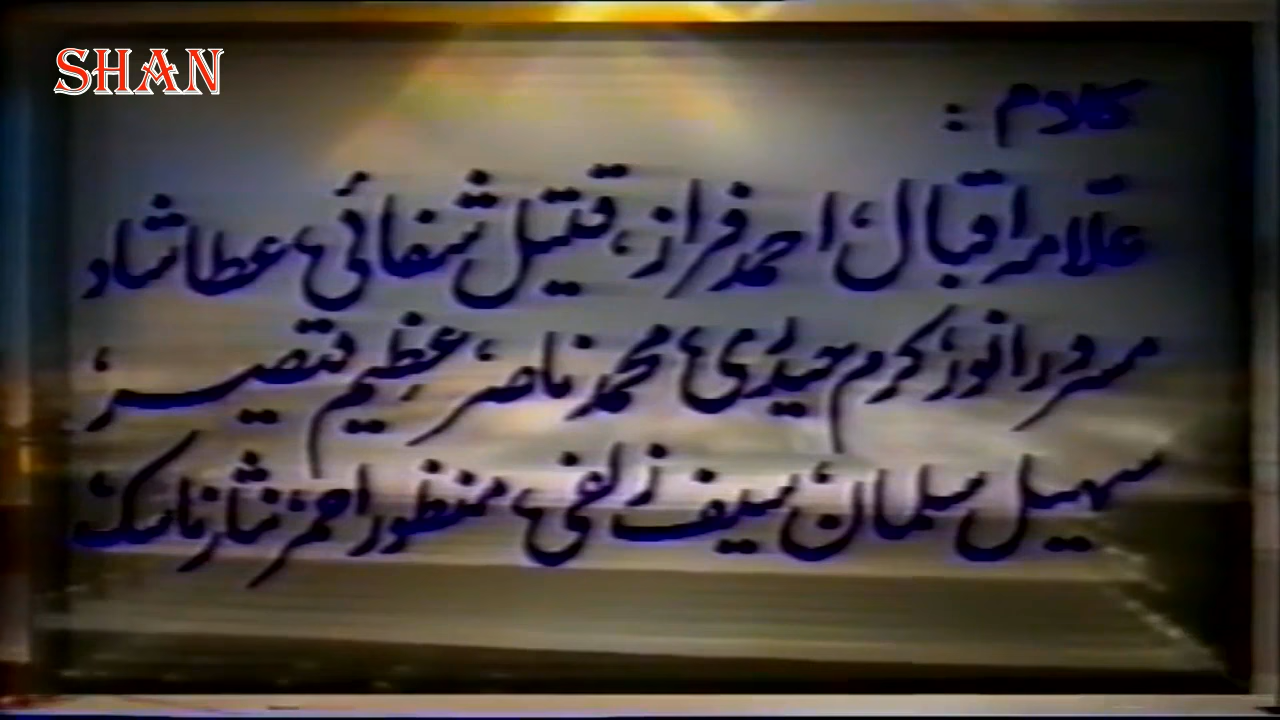 SHAN
کلام :
علامہ اقبال، احمد فراز، قتیل شفائی، عطا شاد
سرور انور، کرم حیدری، محمد ناصر، عظیم قیصر،
سہیل سلمان، سیف زلفی، منظور احمد، نثار ناسک